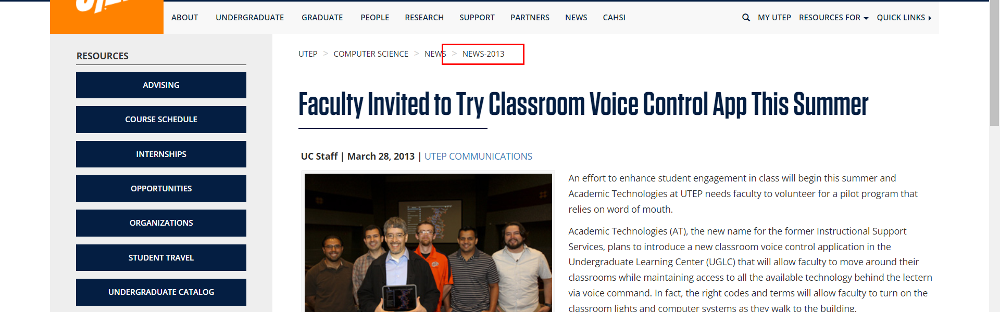 ABOUT UNDERGRADUATE GRADUATE PEOPLE RESEARCH SUPPORT PARTNERS NEWS CAHSI MY UTEP RESOURCES FOR QUICK LINKS
RESOURCES
ADVISING
COURSE SCHEDULE
INTERNSHIPS
OPPORTUNITIES
ORGANIZATIONS
STUDENT TRAVEL
UNDERGRADUATE CATALOG
UTEP > COMPUTER SCIENCE > NEWS > NEWS-2013
Faculty Invited to Try Classroom Voice Control App This Summer
UC Staff | March 28, 2013 | UTEP COMMUNICATIONS
An effort to enhance student engagement in class will begin this summer and
Academic Technologies at UTEP needs faculty to volunteer for a pilot program that
relies on word of mouth.
Academic Technologies (AT), the new name for the former Instructional Support
Services, plans to introduce a new classroom voice control application in the
Undergraduate Learning Center (UGLC) that will allow faculty to move around their
classrooms while maintaining access to all the available technology behind the lectern
via voice command. In fact, the right codes and terms will allow faculty to turn on the
classroom lights and computer systems as they walk to the building.